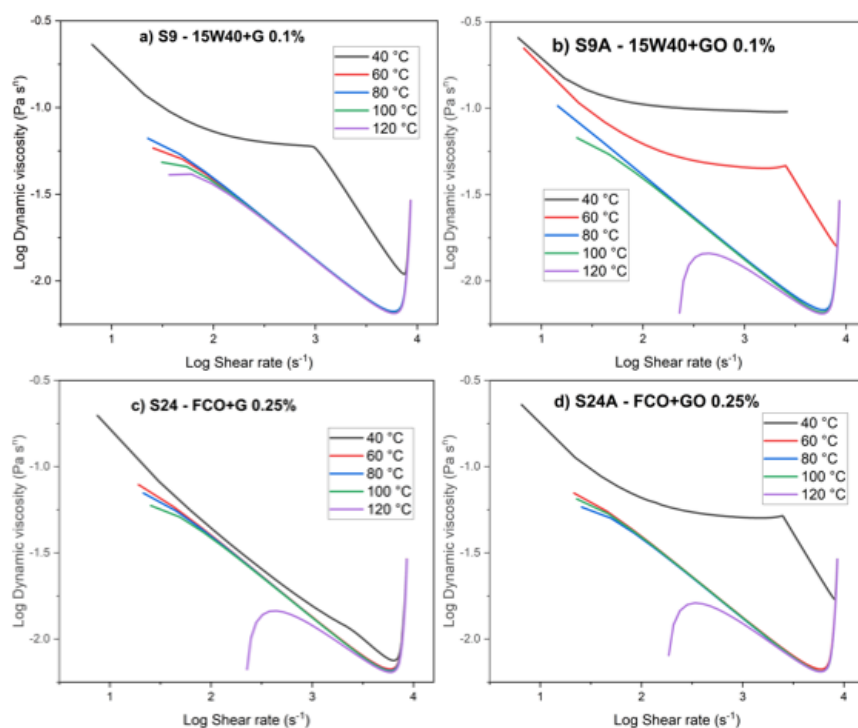 a) S9 - 15W40+G 0.1%
40 °C
60 °C
80 °C
100 °C
120 °C
-0.5
-1.0
-1.5
-2.0
Log Dynamic viscosity (Pa sⁿ)
1 2 3 4
Log Shear rate (s⁻¹)
b) S9A - 15W40+GO 0.1%
40 °C
60 °C
80 °C
100 °C
120 °C
-0.5
-1.0
-1.5
-2.0
Log Dynamic viscosity (Pa sⁿ)
1 2 3 4
Log Shear rate (s⁻¹)
c) S24 - FCO+G 0.25%
40 °C
60 °C
80 °C
100 °C
120 °C
-0.5
-1.0
-1.5
-2.0
Log Dynamic viscosity (Pa sⁿ)
1 2 3 4
Log Shear rate (s⁻¹)
d) S24A - FCO+GO 0.25%
40 °C
60 °C
80 °C
100 °C
120 °C
-0.5
-1.0
-1.5
-2.0
Log Dynamic viscosity (Pa sⁿ)
1 2 3 4
Log Shear rate (s⁻¹)